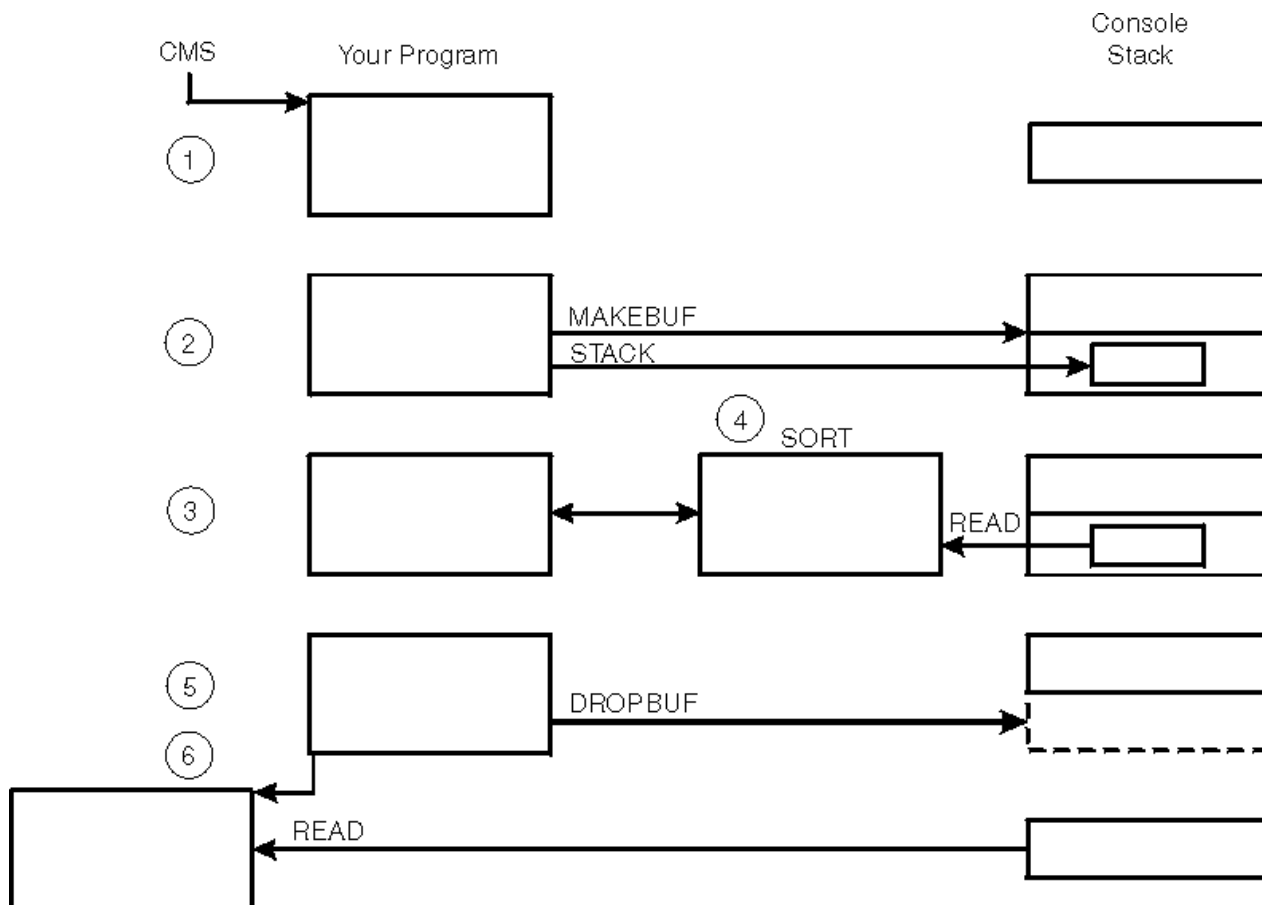 CMS
Your Program
Console
Stack
1
2
MAKEBUF
STACK
4
SORT
3
READ
5
DROPBUF
6
READ